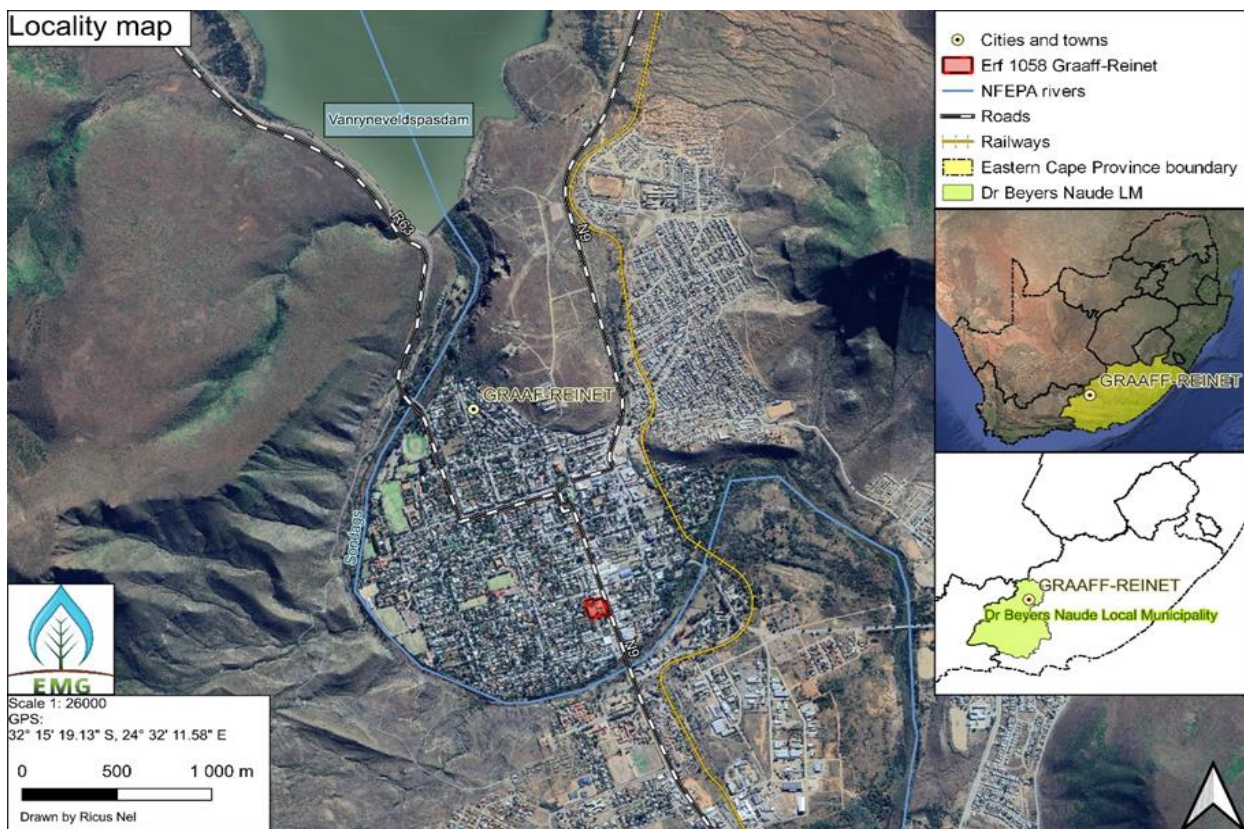 Locality map
Vanryneveldspasdam
R63
N9
GRAAF-REINET
Sondags
N9
Cities and towns
Erf 1058 Graaff-Reinet
NFEPA rivers
Roads
Railways
Eastern Cape Province boundary
Dr Beyers Naude LM
GRAAFF-REINET
GRAAFF-REINET
Dr Beyers Naude Local Municipality
EMG
Scale 1: 26000
GPS:
32° 15' 19.13" S, 24° 32' 11.58" E
0 500 1 000 m
Drawn by Ricus Nel